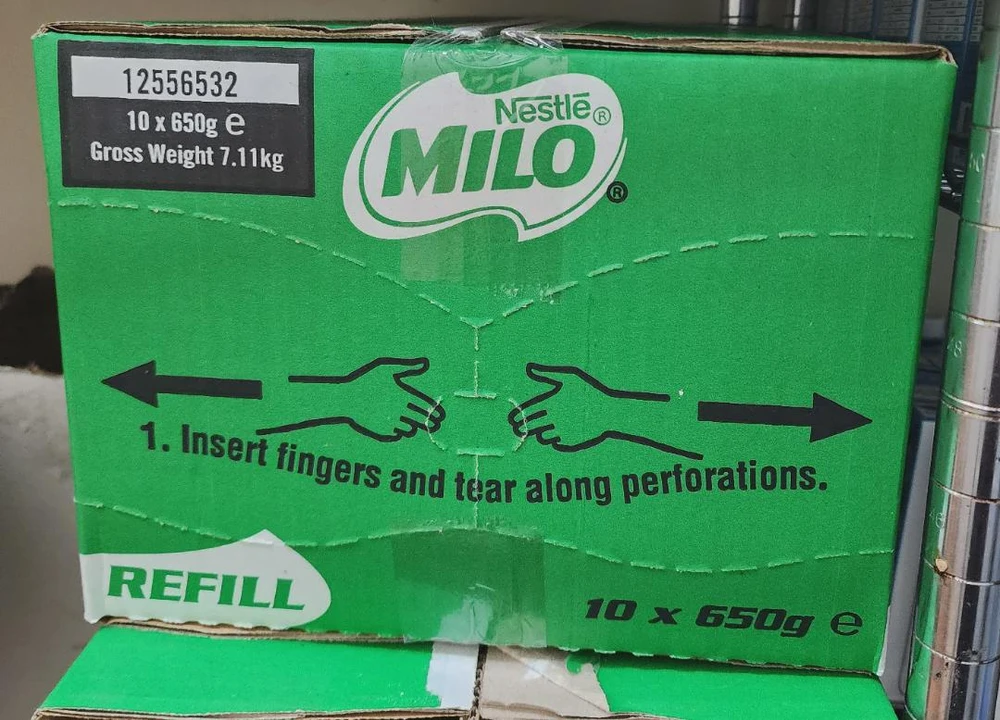 12556532
10 x 650g e
Gross Weight 7.11kg
Nestlé®
MILO
®
1. Insert fingers and tear along perforations.
REFILL
10 x 650g e